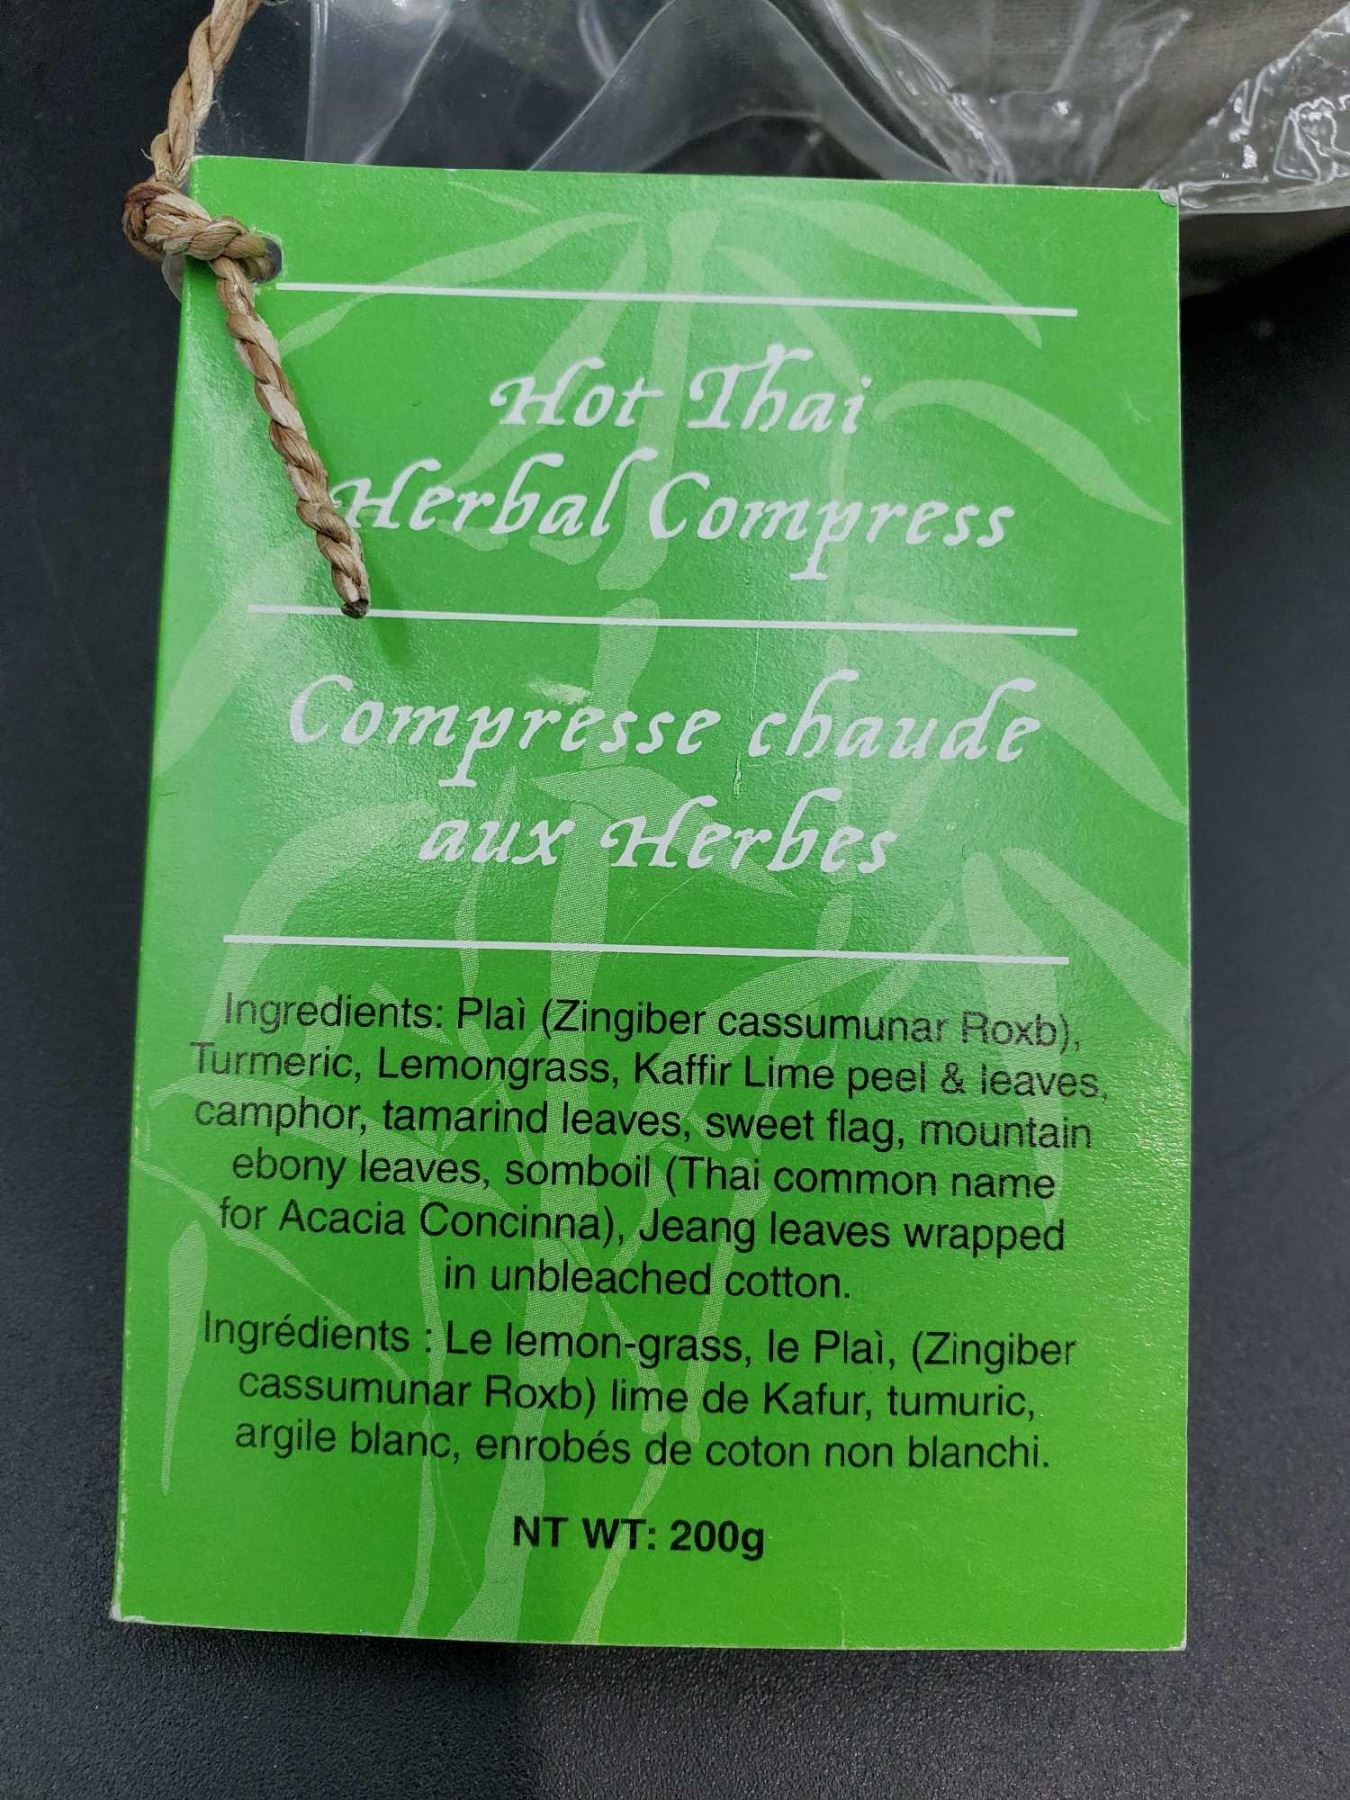 Hot Thai
Herbal Compress
Compresse chaude
aux Herbes
Ingredients: Plaì (Zingiber cassumunar Roxb),
Turmeric, Lemongrass, Kaffir Lime peel & leaves,
camphor, tamarind leaves, sweet flag, mountain
ebony leaves, somboil (Thai common name
for Acacia Concinna), Jeang leaves wrapped
in unbleached cotton.
Ingrédients : Le lemon-grass, le Plaì, (Zingiber
cassumunar Roxb) lime de Kafur, tumuric,
argile blanc, enrobés de coton non blanchi.
NT WT: 200g